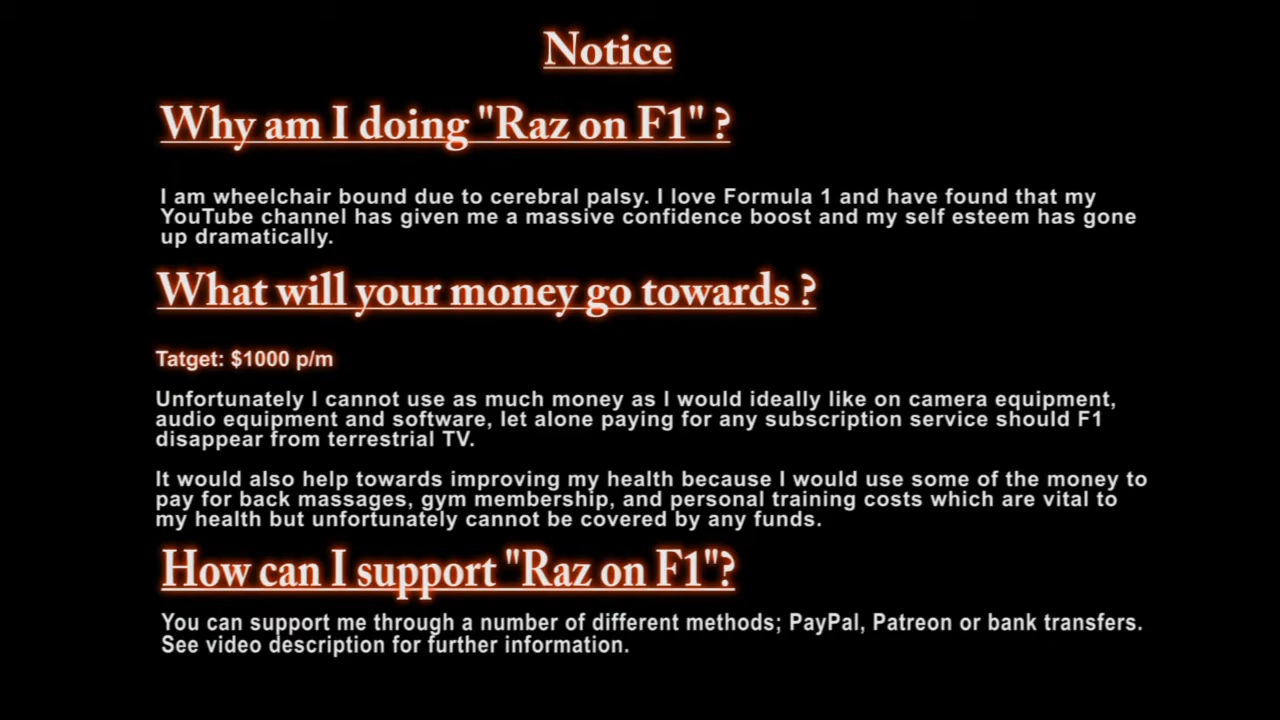 Notice
Why am I doing "Raz on F1" ?
I am wheelchair bound due to cerebral palsy. I love Formula 1 and have found that my
YouTube channel has given me a massive confidence boost and my self esteem has gone
up dramatically.
What will your money go towards ?
Tatget: $1000 p/m
Unfortunately I cannot use as much money as I would ideally like on camera equipment,
audio equipment and software, let alone paying for any subscription service should F1
disappear from terrestrial TV.
It would also help towards improving my health because I would use some of the money to
pay for back massages, gym membership, and personal training costs which are vital to
my health but unfortunately cannot be covered by any funds.
How can I support "Raz on F1"?
You can support me through a number of different methods; PayPal, Patreon or bank transfers.
See video description for further information.